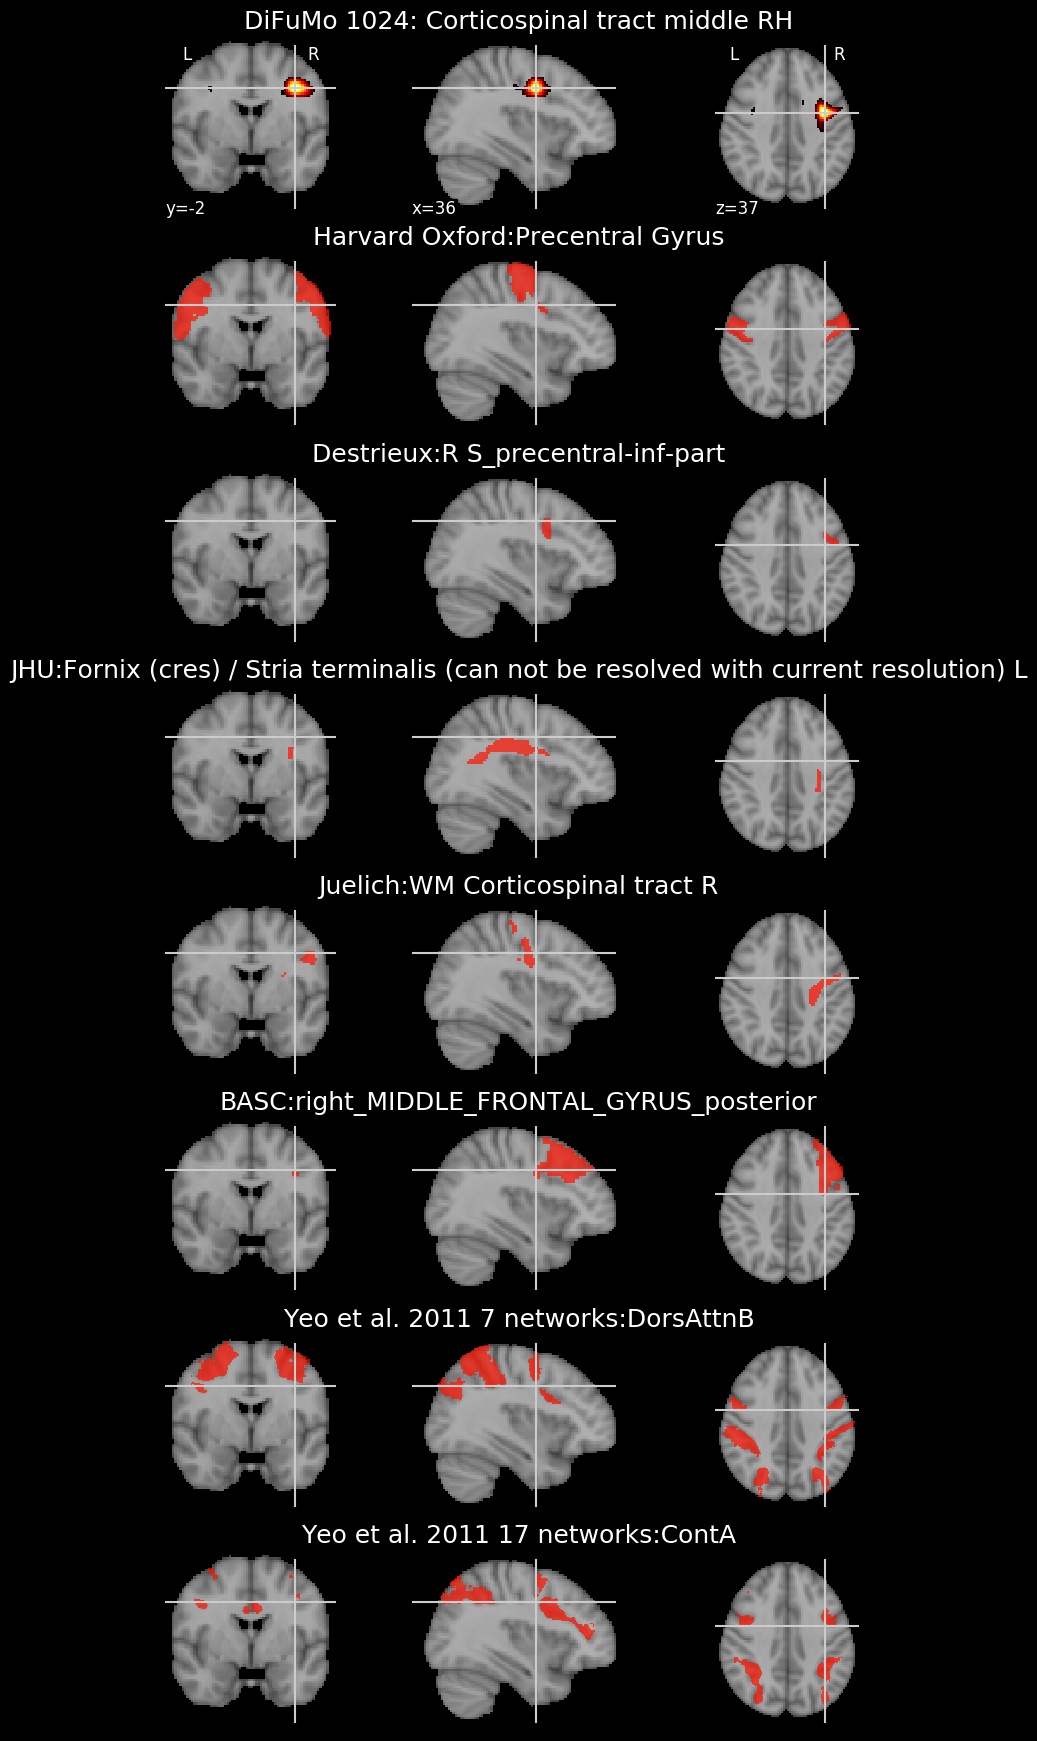 DiFuMo 1024: Corticospinal tract middle RH
L R L R
y=-2 x=36 z=37
Harvard Oxford:Precentral Gyrus
Destrieux:R S_precentral-inf-part
JHU:Fornix (cres) / Stria terminalis (can not be resolved with current resolution) L
Juelich:WM Corticospinal tract R
BASC:right_MIDDLE_FRONTAL_GYRUS_posterior
Yeo et al. 2011 7 networks:DorsAttnB
Yeo et al. 2011 17 networks:ContA